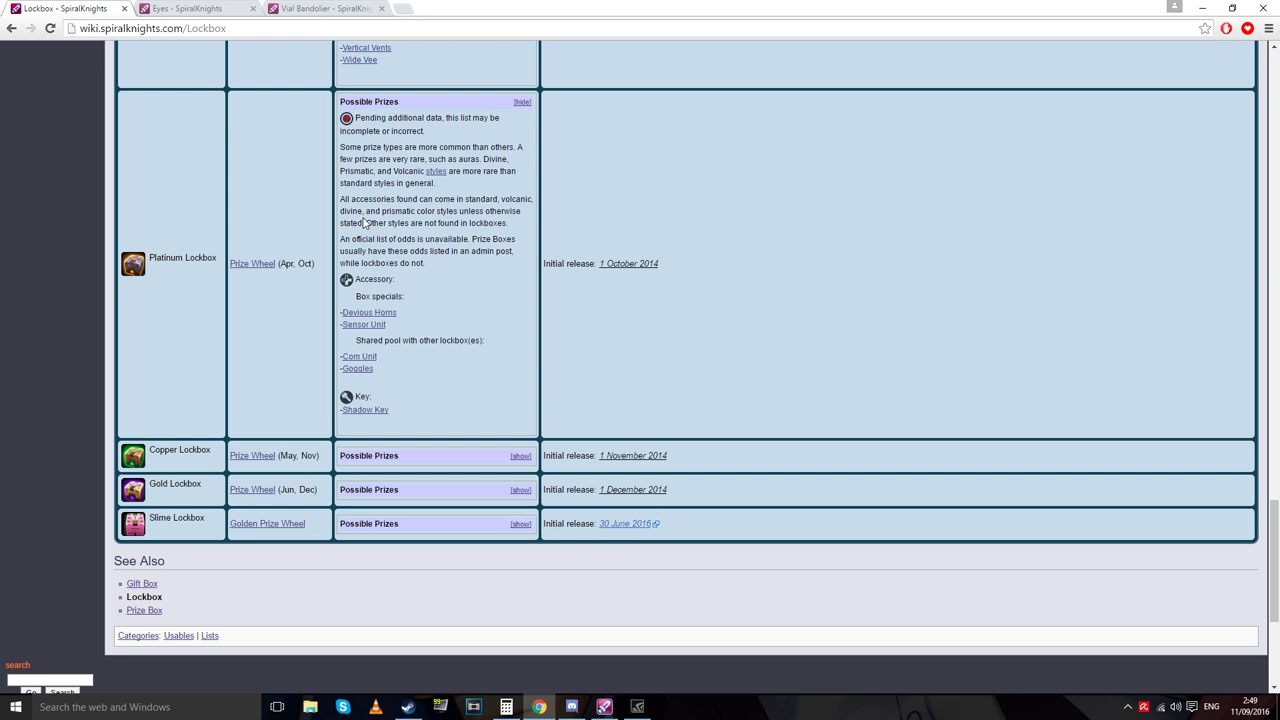 Lockbox - SpiralKnights
Eyes - SpiralKnights
Vial Bandolier - SpiralKnig
wiki.spiralknights.com/Lockbox
-Vertical Vents
-Wide Vee
Possible Prizes [hide]
Pending additional data, this list may be
incomplete or incorrect.
Some prize types are more common than others. A
few prizes are very rare, such as auras. Divine,
Prismatic, and Volcanic styles are more rare than
standard styles in general.
All accessories found can come in standard, volcanic,
divine, and prismatic color styles unless otherwise
stated. Other styles are not found in lockboxes.
An official list of odds is unavailable. Prize Boxes
usually have these odds listed in an admin post,
while lockboxes do not.
Platinum Lockbox
Prize Wheel (Apr, Oct)
Initial release: 1 October 2014
Accessory:
Box specials:
-Devious Horns
-Sensor Unit
Shared pool with other lockbox(es):
-Com Unit
-Goggles
Key:
-Shadow Key
Copper Lockbox
Prize Wheel (May, Nov)
Possible Prizes [show]
Initial release: 1 November 2014
Gold Lockbox
Prize Wheel (Jun, Dec)
Possible Prizes [show]
Initial release: 1 December 2014
Slime Lockbox
Golden Prize Wheel
Possible Prizes [show]
Initial release: 30 June 2016
See Also
Gift Box
Lockbox
Prize Box
Categories: Usables | Lists
search
Go Search
Search the web and Windows
ENG
2:49
11/09/2016